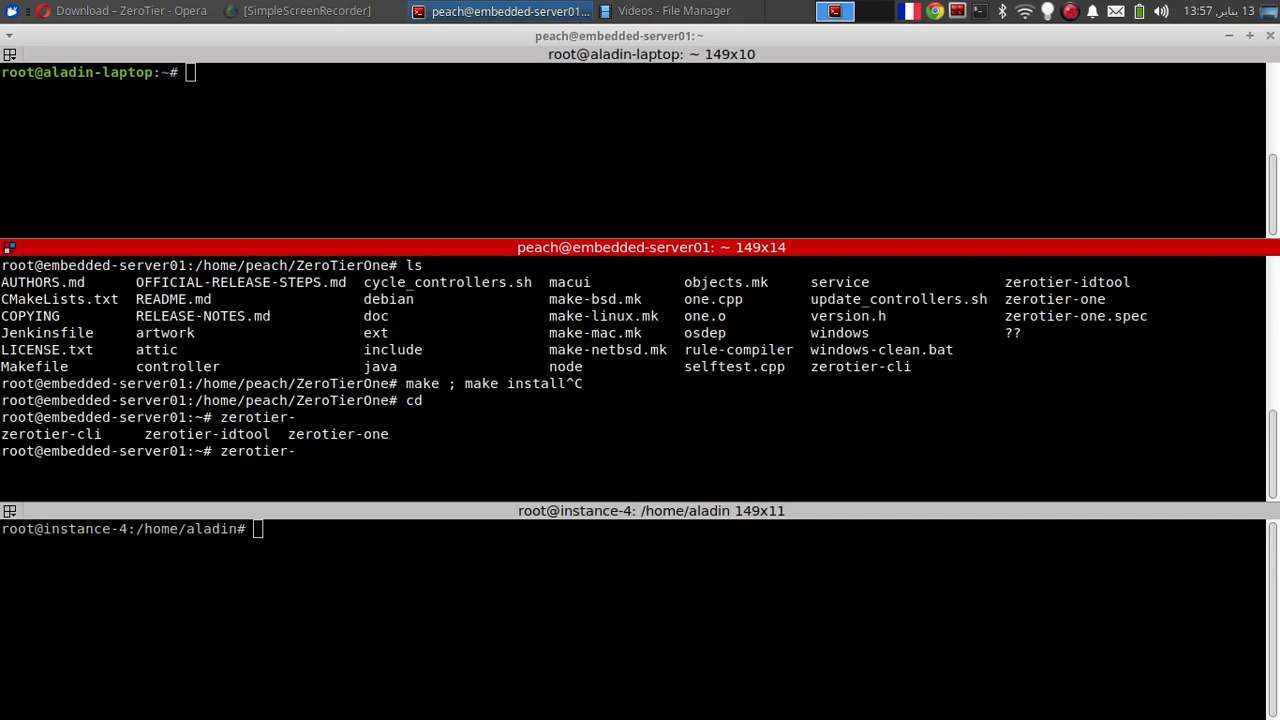 Download – ZeroTier - Opera
[SimpleScreenRecorder]
peach@embedded-server01:...
Videos - File Manager
13 يناير, 13:57
peach@embedded-server01:~
root@aladin-laptop: ~ 149x10
root@aladin-laptop:~#
peach@embedded-server01: ~ 149x14
root@embedded-server01:/home/peach/ZeroTierOne# ls
AUTHORS.md OFFICIAL-RELEASE-STEPS.md cycle_controllers.sh macui objects.mk service zerotier-idtool
CMakeLists.txt README.md debian make-bsd.mk one.cpp update_controllers.sh zerotier-one
COPYING RELEASE-NOTES.md doc make-linux.mk one.o version.h zerotier-one.spec
Jenkinsfile artwork ext make-mac.mk osdep windows ??
LICENSE.txt attic include make-netbsd.mk rule-compiler windows-clean.bat
Makefile controller java node selftest.cpp zerotier-cli
root@embedded-server01:/home/peach/ZeroTierOne# make ; make install^C
root@embedded-server01:/home/peach/ZeroTierOne# cd
root@embedded-server01:~# zerotier-
zerotier-cli zerotier-idtool zerotier-one
root@embedded-server01:~# zerotier-
root@instance-4: /home/aladin 149x11
root@instance-4:/home/aladin#